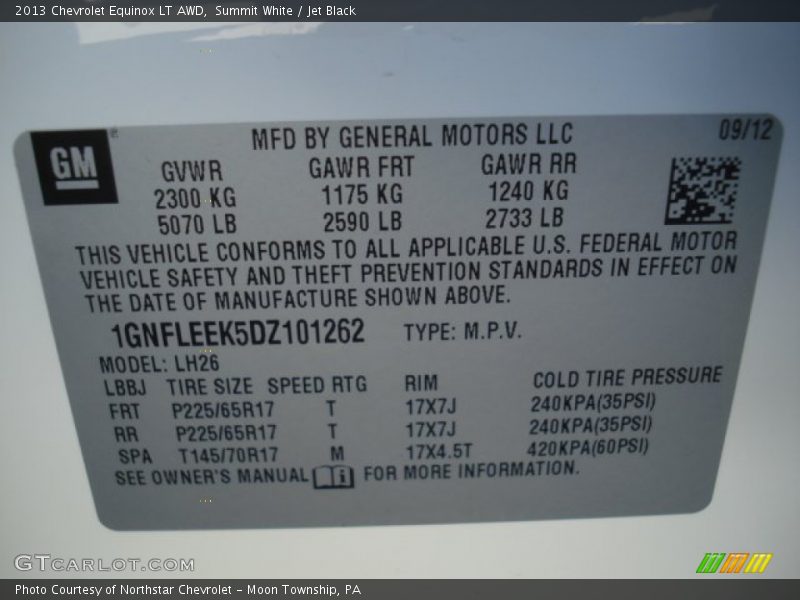 2013 Chevrolet Equinox LT AWD, Summit White / Jet Black
GM®
MFD BY GENERAL MOTORS LLC
09/12
GVWR GAWR FRT GAWR RR
2300 KG 1175 KG 1240 KG
5070 LB 2590 LB 2733 LB
THIS VEHICLE CONFORMS TO ALL APPLICABLE U.S. FEDERAL MOTOR
VEHICLE SAFETY AND THEFT PREVENTION STANDARDS IN EFFECT ON
THE DATE OF MANUFACTURE SHOWN ABOVE.
1GNFLEEK5DZ101262 TYPE: M.P.V.
MODEL: LH26
LBBJ TIRE SIZE SPEED RTG RIM COLD TIRE PRESSURE
FRT P225/65R17 T 17X7J 240KPA(35PSI)
RR P225/65R17 T 17X7J 240KPA(35PSI)
SPA T145/70R17 M 17X4.5T 420KPA(60PSI)
SEE OWNER'S MANUAL i FOR MORE INFORMATION.
GTCarLot.com
Photo Courtesy of Northstar Chevrolet - Moon Township, PA